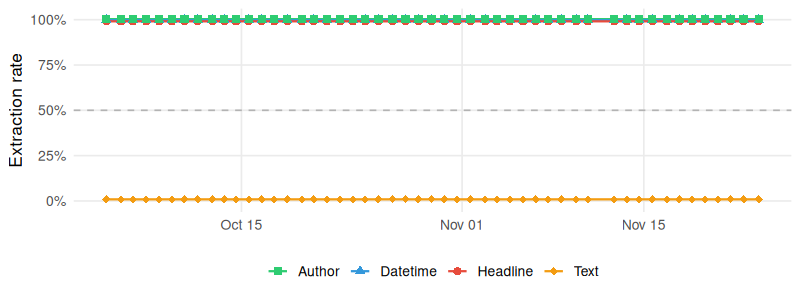 Extraction rate
100%
75%
50%
25%
0%
Oct 15 Nov 01 Nov 15
Author Datetime Headline Text